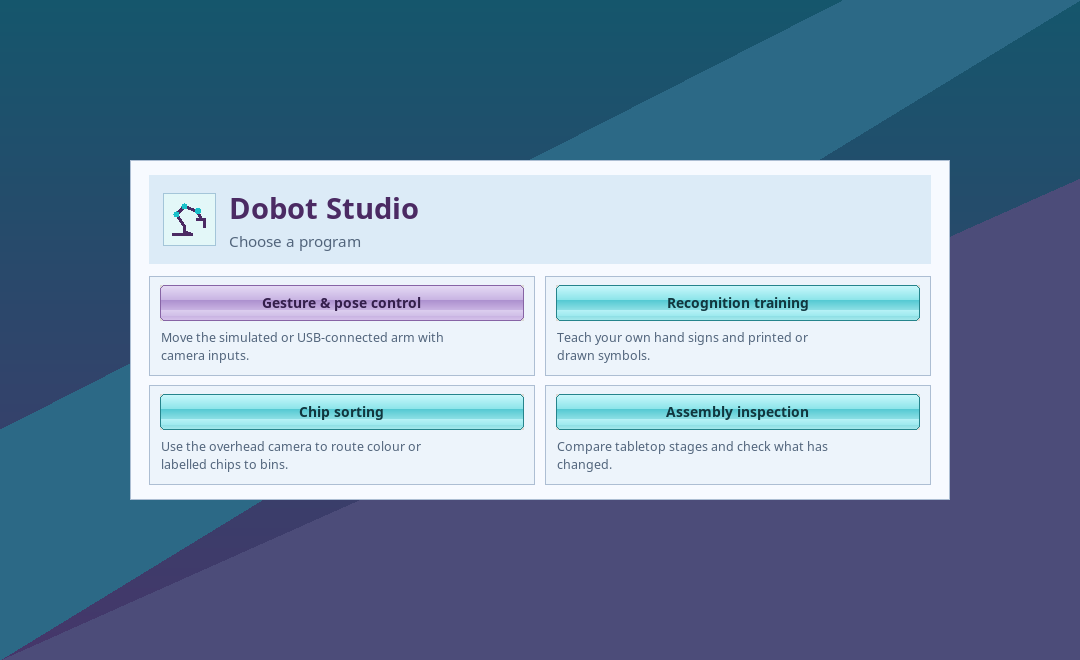 Dobot Studio
Choose a program
Gesture & pose control
Move the simulated or USB-connected arm with
camera inputs.
Recognition training
Teach your own hand signs and printed or
drawn symbols.
Chip sorting
Use the overhead camera to route colour or
labelled chips to bins.
Assembly inspection
Compare tabletop stages and check what has
changed.